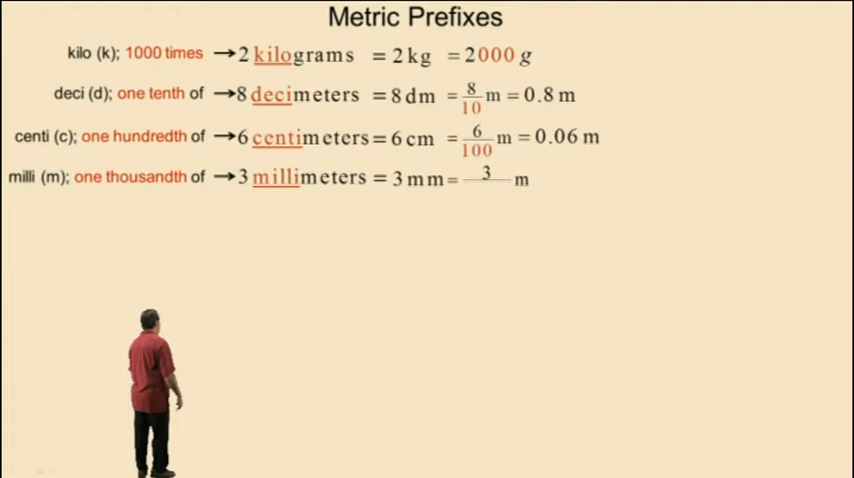 Metric Prefixes
kilo (k); 1000 times → 2 kilograms = 2 kg = 2000 g
deci (d); one tenth of → 8 decimeters = 8 dm = 8/10 m = 0.8 m
centi (c); one hundredth of → 6 centimeters = 6 cm = 6/100 m = 0.06 m
milli (m); one thousandth of → 3 millimeters = 3 mm = 3/ m